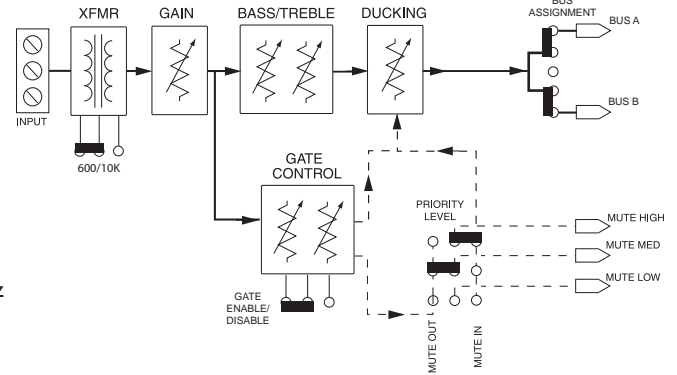 BUS
ASSIGNMENT
XFMR
GAIN
BASS/TREBLE
DUCKING
BUS A
BUS B
INPUT
600/10K
GATE
CONTROL
PRIORITY
LEVEL
MUTE HIGH
MUTE MED
MUTE LOW
GATE
ENABLE/
DISABLE
MUTE OUT
MUTE IN
z